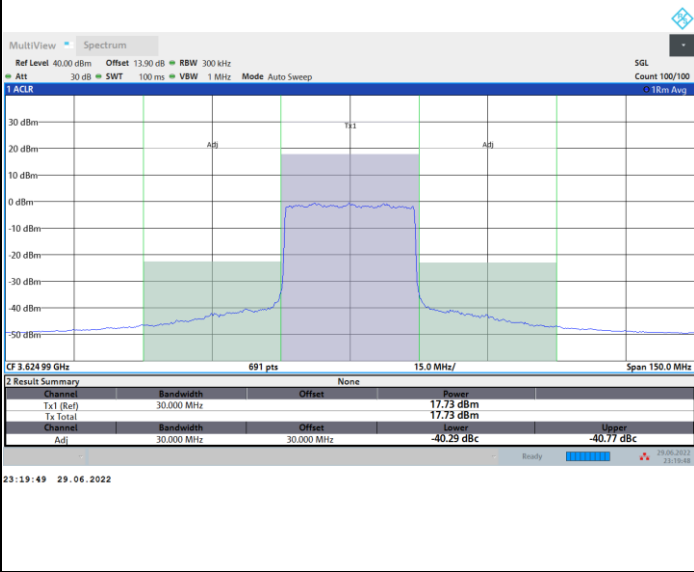 MultiView Spectrum
Ref Level 40.00 dBm Offset 13.90 dB RBW 300 kHz SGL
Att 30 dB SWT 100 ms VBW 1 MHz Mode Auto Sweep Count 100/100
1 ACLR 1Rm Avg
30 dBm
Tx1
20 dBm Adj Adj
10 dBm
0 dBm
-10 dBm
-20 dBm
-30 dBm
-40 dBm
-50 dBm
CF 3.624 99 GHz 691 pts 15.0 MHz/ Span 150.0 MHz
2 Result Summary None
Channel Bandwidth Offset Power
Tx1 (Ref) 30.000 MHz 17.73 dBm
Tx Total 17.73 dBm
Channel Bandwidth Offset Lower Upper
Adj 30.000 MHz 30.000 MHz -40.29 dBc -40.77 dBc
Ready 29.06.2022
23:19:48
23:19:49 29.06.2022